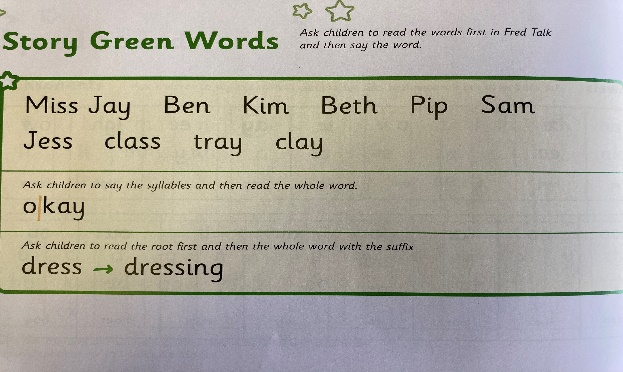 Story Green Words
Ask children to read the words first in Fred Talk
and then say the word.
Miss Jay Ben Kim Beth Pip Sam
Jess class tray clay
Ask children to say the syllables and then read the whole word.
o|kay
Ask children to read the root first and then the whole word with the suffix
dress → dressing